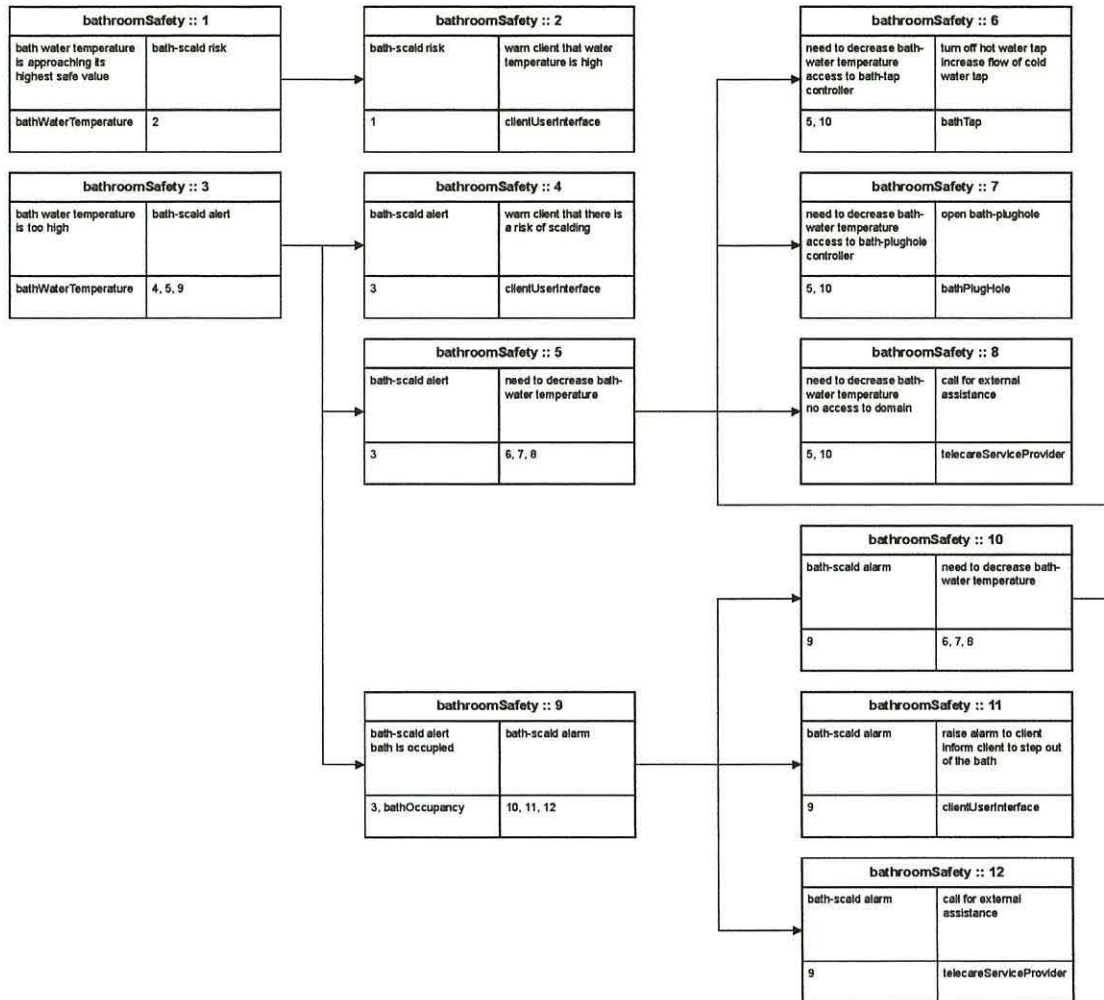 bathroomSafety :: 1
bath water temperature
is approaching its
highest safe value
bath-scald risk
bathWaterTemperature
2
bathroomSafety :: 2
bath-scald risk
warn client that water
temperature is high
1
clientUserInterface
bathroomSafety :: 6
need to decrease bath-
water temperature
access to bath-tap
controller
turn off hot water tap
increase flow of cold
water tap
5, 10
bathTap
bathroomSafety :: 3
bath water temperature
is too high
bath-scald alert
bathWaterTemperature
4, 5, 9
bathroomSafety :: 4
bath-scald alert
warn client that there is
a risk of scalding
3
clientUserInterface
bathroomSafety :: 7
need to decrease bath-
water temperature
access to bath-plughole
controller
open bath-plughole
5, 10
bathPlugHole
bathroomSafety :: 5
bath-scald alert
need to decrease bath-
water temperature
3
6, 7, 8
bathroomSafety :: 8
need to decrease bath-
water temperature
no access to domain
call for external
assistance
5, 10
telecareServiceProvider
bathroomSafety :: 10
bath-scald alarm
need to decrease bath-
water temperature
9
6, 7, 8
bathroomSafety :: 9
bath-scald alert
bath is occupied
bath-scald alarm
3, bathOccupancy
10, 11, 12
bathroomSafety :: 11
bath-scald alarm
raise alarm to client
inform client to step out
of the bath
9
clientUserInterface
bathroomSafety :: 12
bath-scald alarm
call for external
assistance
9
telecareServiceProvider